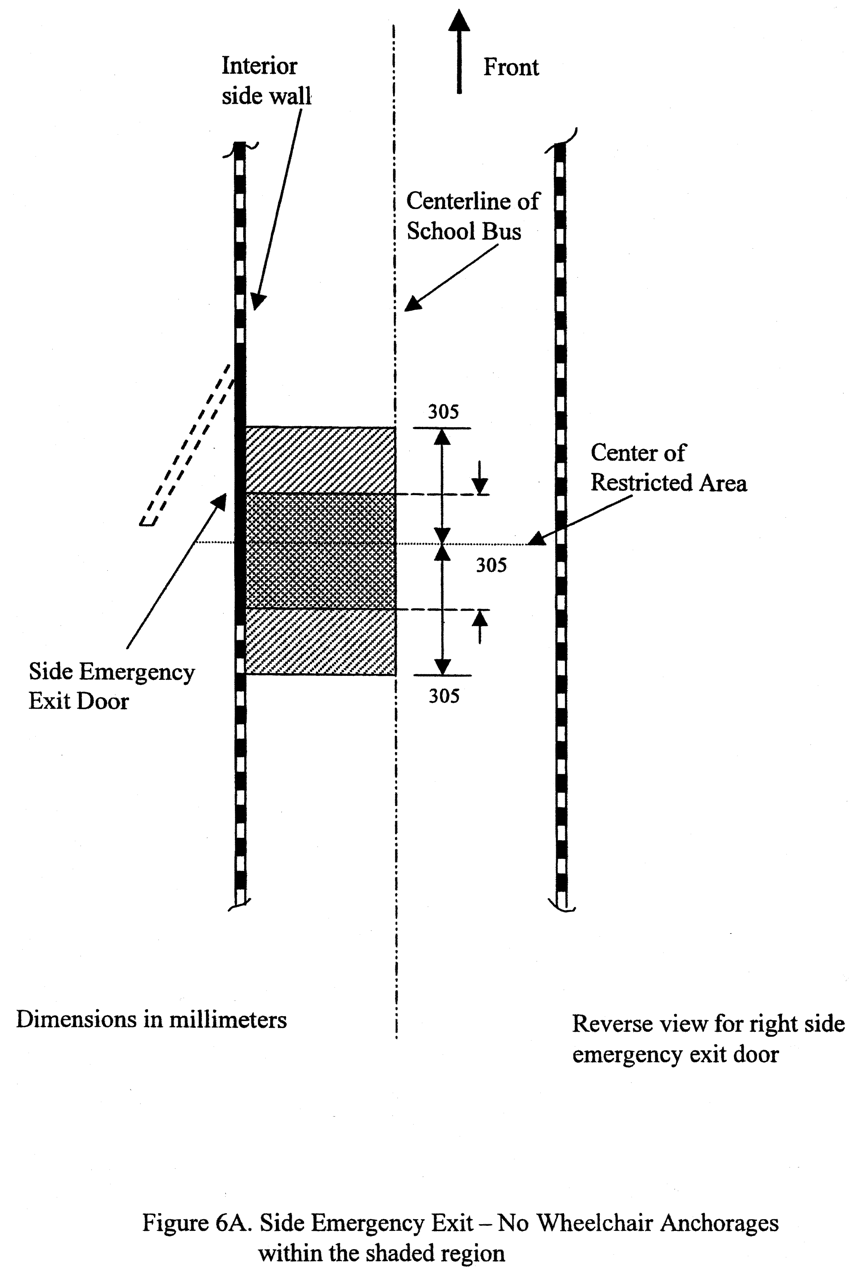 Front
Interior
side wall
Centerline of
School Bus
305
Center of
Restricted Area
305
Side Emergency
Exit Door
305
Dimensions in millimeters
Reverse view for right side
emergency exit door
Figure 6A. Side Emergency Exit – No Wheelchair Anchorages
within the shaded region